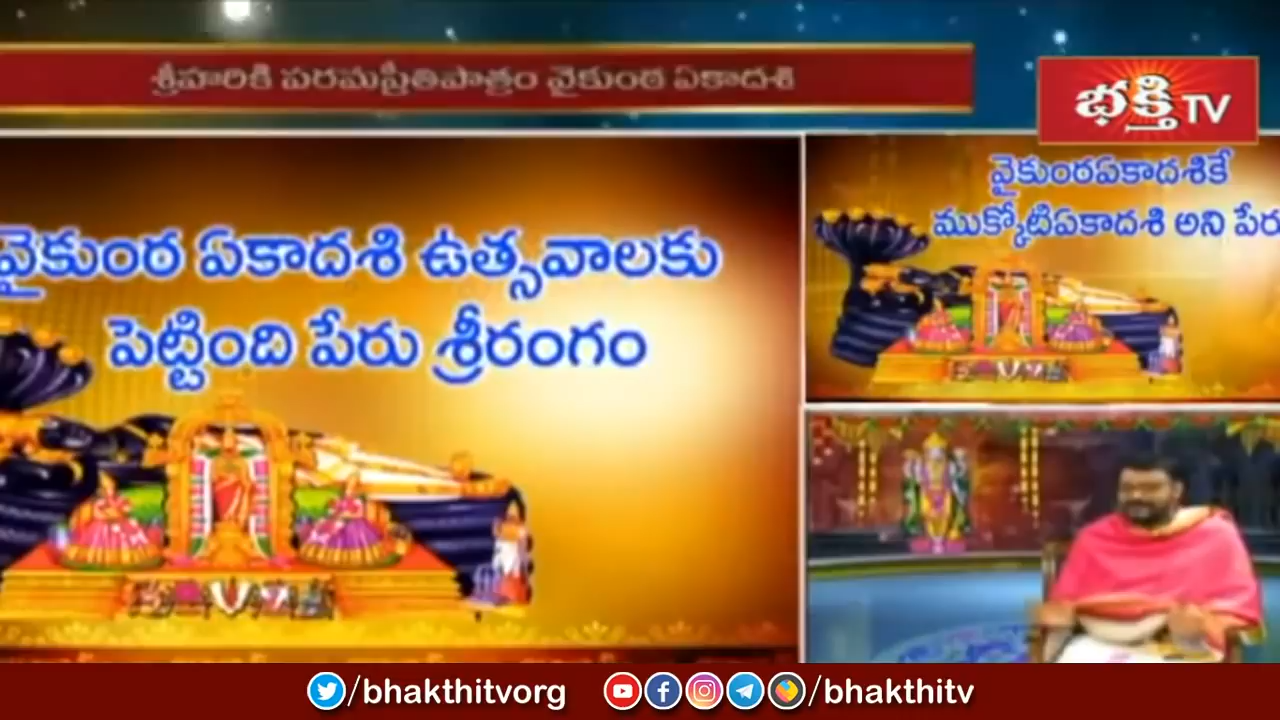 శ్రీహరికి పరమప్రీతిపాత్రం వైకుంఠ ఏకాదశి
భక్తి TV
వైకుంఠ ఏకాదశి ఉత్సవాలకు
పెట్టింది పేరు శ్రీరంగం
వైకుంఠఏకాదశికే
ముక్కోటిఏకాదశి అని పేరు
/bhakthitvorg
/bhakthitv